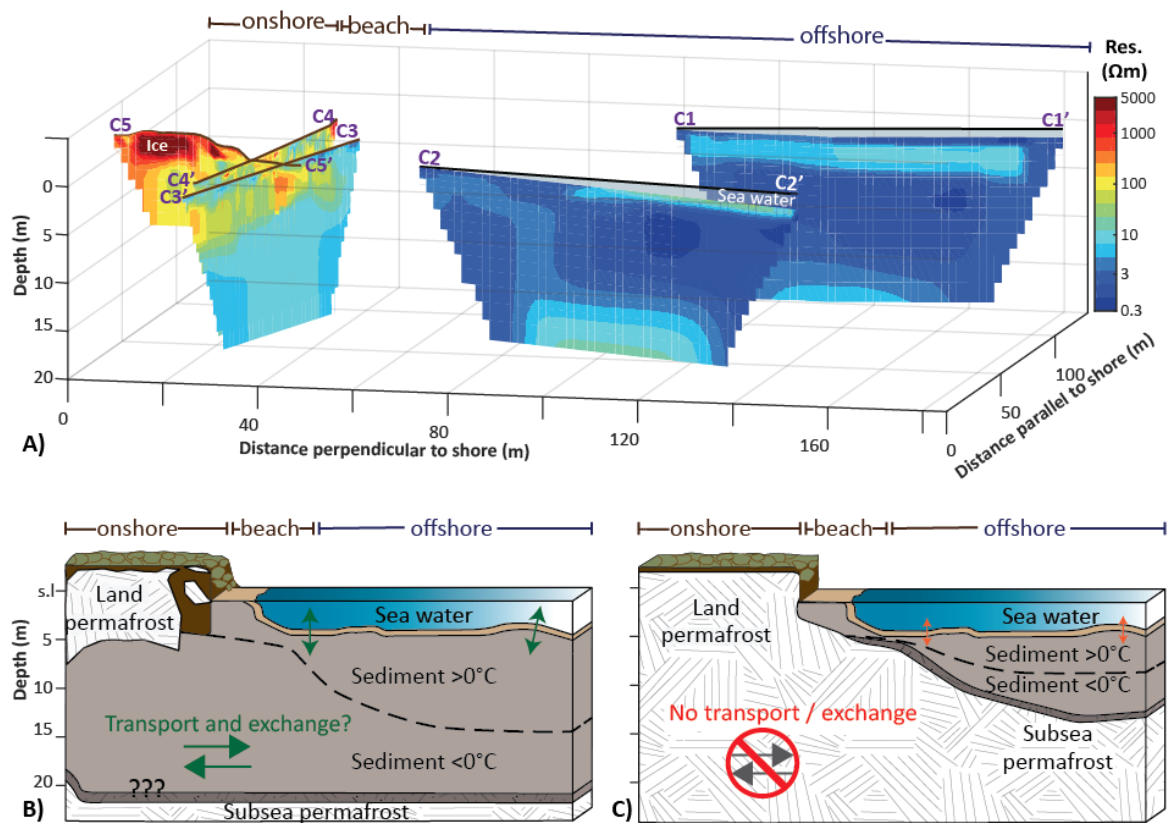 onshore beach offshore
Res.
(Ωm)
5000
1000
100
10
3
0.3
C5
Ice
C4
C3
C5'
C4'
C3'
C2
C2'
Sea water
C1
C1'
Depth (m)
0
5
10
15
20
0
40
80
120
160
0
50
100
Distance perpendicular to shore (m)
Distance parallel to shore (m)
A)
onshore beach offshore
Depth (m)
s.l
5
10
15
20
Land
permafrost
Sea water
Sediment >0°C
Transport and exchange?
Sediment <0°C
???
Subsea permafrost
B)
onshore beach offshore
Land
permafrost
Sea water
Sediment >0°C
Sediment <0°C
No transport / exchange
Subsea
permafrost
C)